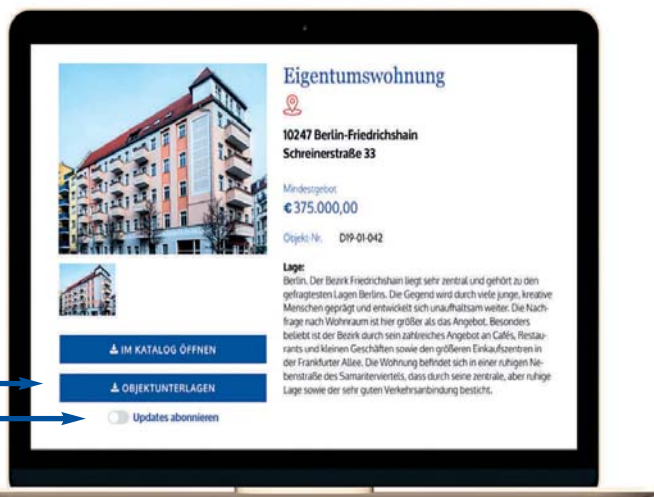 Eigentumswohnung
10247 Berlin-Friedrichshain
Schreinerstraße 33
Mindestgebot
€ 375.000,00
Objekt-Nr. D19-01-042
Lage:
Berlin. Der Bezirk Friedrichshain liegt sehr zentral und gehört zu den
gefragtesten Lagen Berlins. Die Gegend wird durch viele junge, kreative
Menschen geprägt und entwickelt sich unaufhaltsam weiter. Die Nach-
frage nach Wohnraum ist hier größer als das Angebot. Besonders
beliebt ist der Bezirk durch sein zahlreiches Angebot an Cafés, Restau-
rants und kleinen Geschäften sowie den größeren Einkaufszentren in
der Frankfurter Allee. Die Wohnung befindet sich in einer ruhigen Ne-
benstraße des Samariterviertels, dass durch seine zentrale, aber ruhige
Lage sowie der sehr guten Verkehrsanbindung besticht.
IM KATALOG ÖFFNEN
OBJEKTUNTERLAGEN
Updates abonnieren